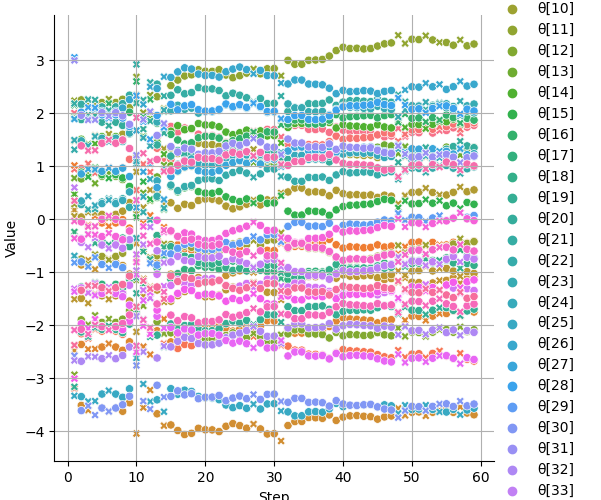 Value
3
2
1
0
−1
−2
−3
−4
0
10
20
30
40
50
60
Step
θ[10]
θ[11]
θ[12]
θ[13]
θ[14]
θ[15]
θ[16]
θ[17]
θ[18]
θ[19]
θ[20]
θ[21]
θ[22]
θ[23]
θ[24]
θ[25]
θ[26]
θ[27]
θ[28]
θ[29]
θ[30]
θ[31]
θ[32]
θ[33]